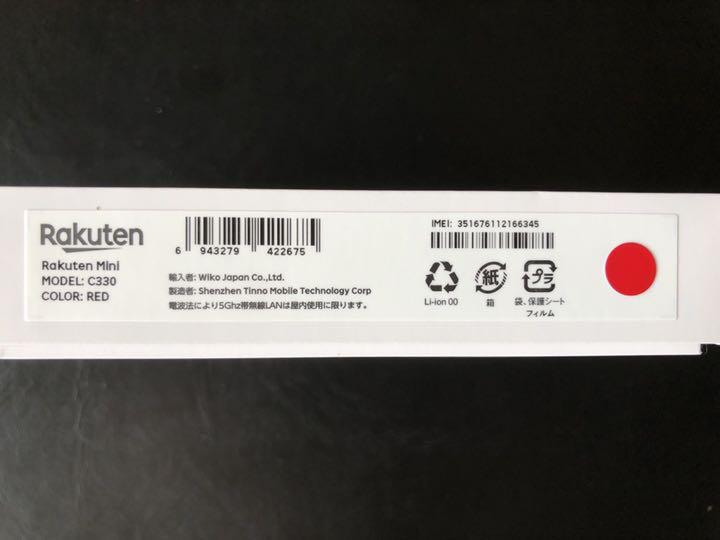 Rakuten
Rakuten Mini
MODEL: C330
COLOR: RED
6 943279 422675
輸入者: Wiko Japan Co.,Ltd.
製造者: Shenzhen Tinno Mobile Technology Corp
電波法により5Ghz帯無線LANは屋内使用に限ります。
IMEI: 351676112166345
Li-ion 00
紙
箱
プラ
袋、保護シート
フィルム